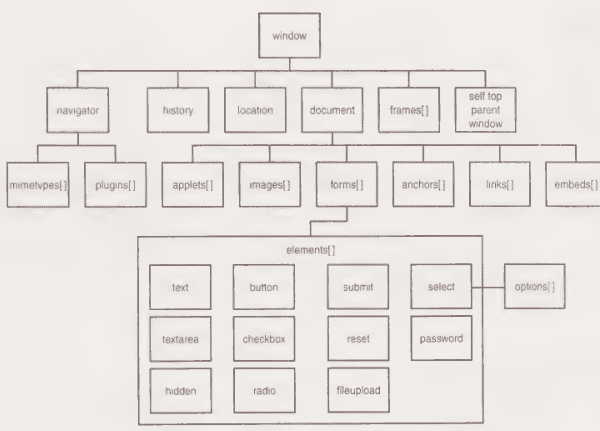 window
navigator
history
location
document
frames[]
self top
parent
window
mimetypes[]
plugins[]
applets[]
images[]
forms[]
anchors[]
links[]
embeds[]
elements[]
text
button
submit
select
options[]
textarea
checkbox
reset
password
hidden
radio
fileupload